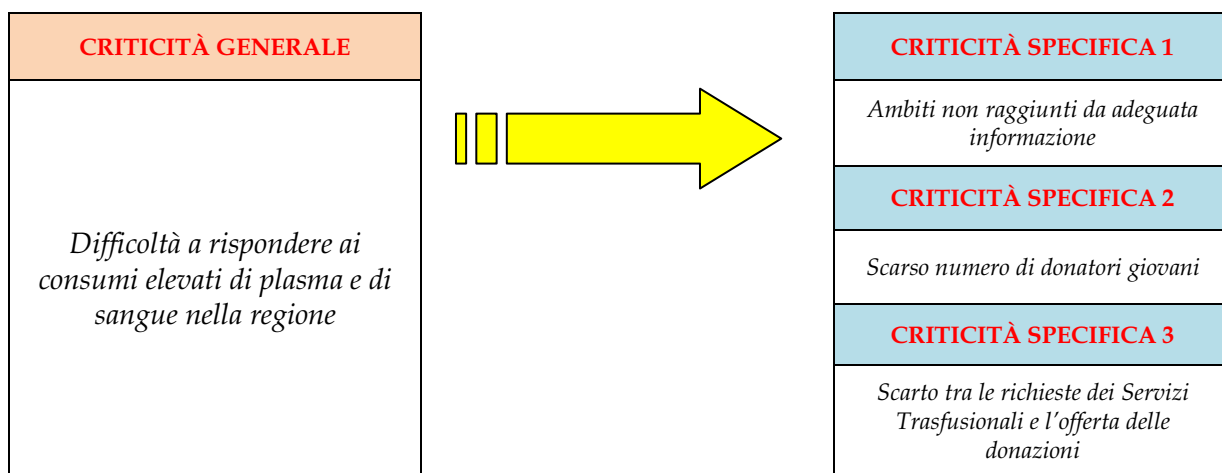 CRITICITÀ GENERALE
Difficoltà a rispondere ai
consumi elevati di plasma e di
sangue nella regione
CRITICITÀ SPECIFICA 1
Ambiti non raggiunti da adeguata
informazione
CRITICITÀ SPECIFICA 2
Scarso numero di donatori giovani
CRITICITÀ SPECIFICA 3
Scarto tra le richieste dei Servizi
Trasfusionali e l'offerta delle
donazioni